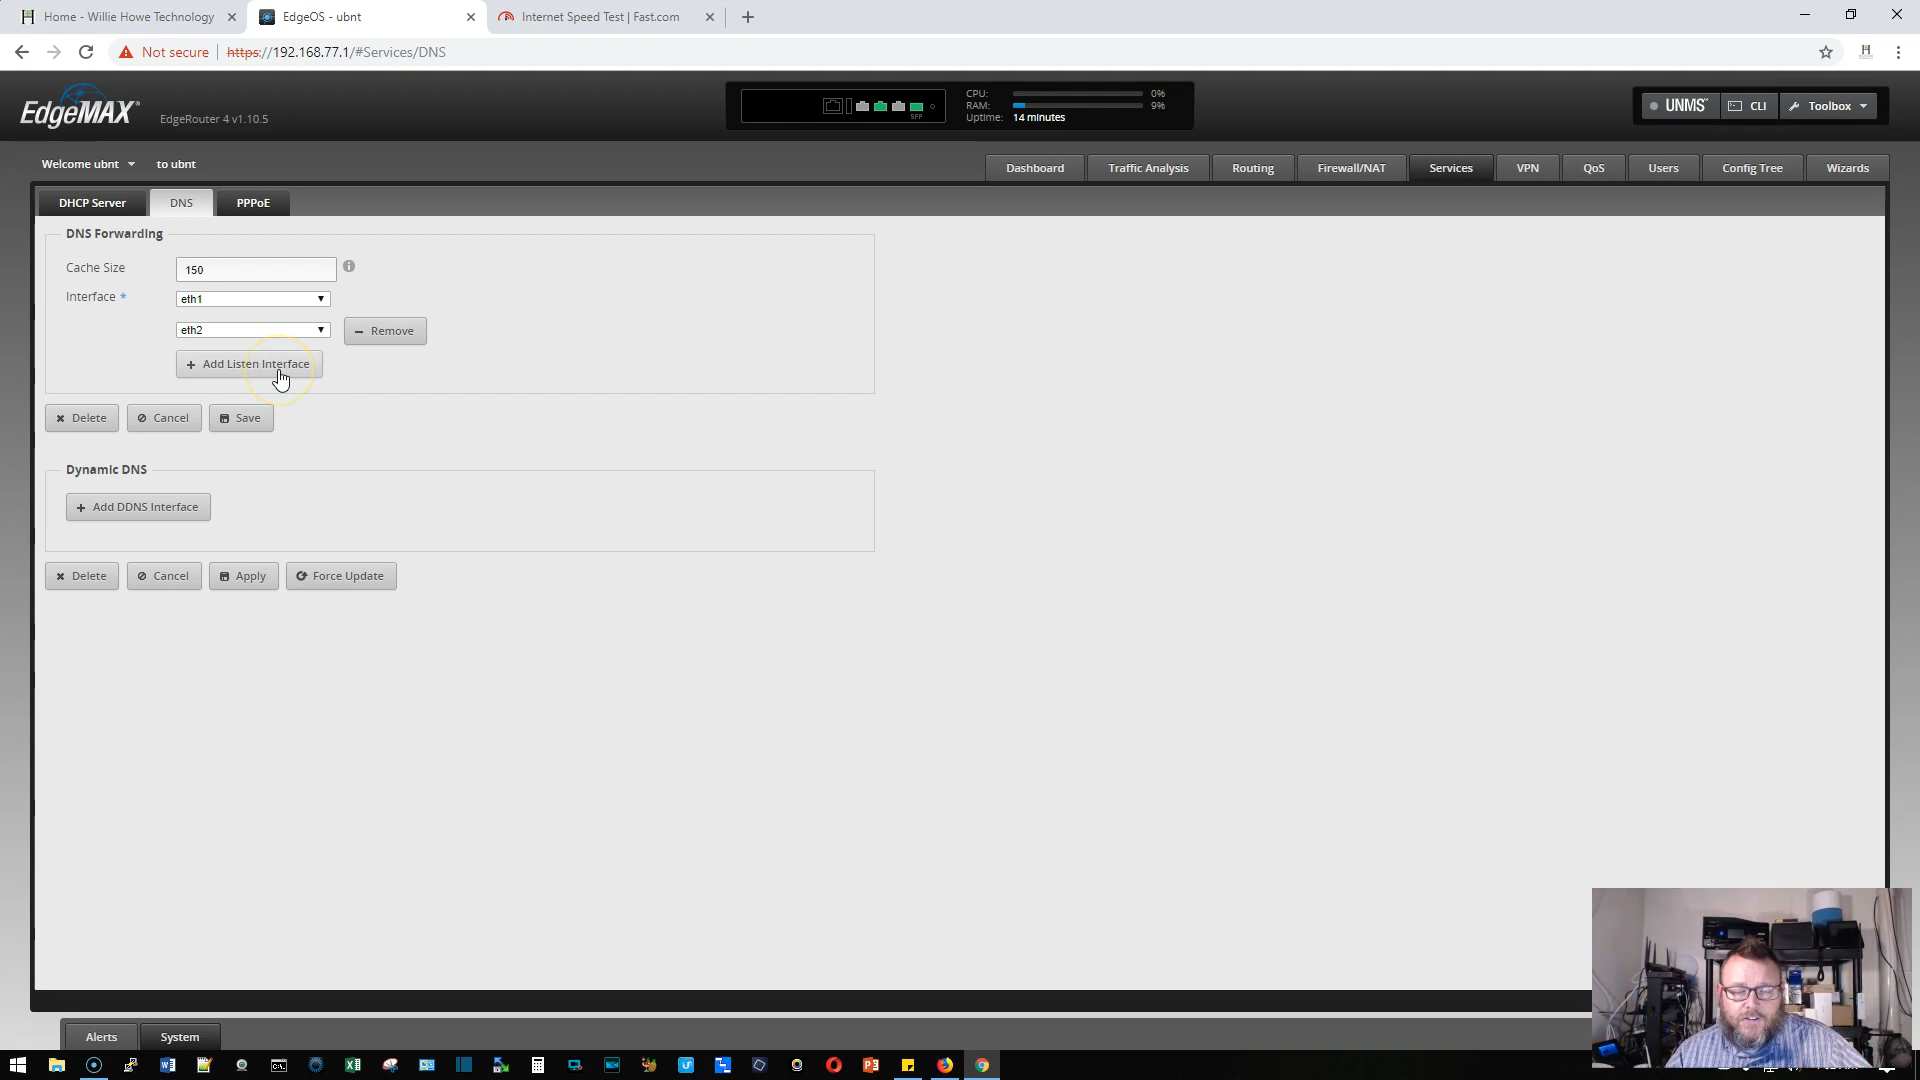 Home - Willie Howe Technology
EdgeOS - ubnt
Internet Speed Test | Fast.com
Not secure
https://192.168.77.1/#Services/DNS
EdgeMAX
EdgeRouter 4 v1.10.5
SFP
CPU: 0%
RAM: 9%
Uptime: 14 minutes
UNMS
CLI
Toolbox
Welcome ubnt
to ubnt
Dashboard
Traffic Analysis
Routing
Firewall/NAT
Services
VPN
QoS
Users
Config Tree
Wizards
DHCP Server
DNS
PPPoE
DNS Forwarding
Cache Size
150
Interface *
eth1
eth2
Remove
Add Listen Interface
Delete
Cancel
Save
Dynamic DNS
Add DDNS Interface
Delete
Cancel
Apply
Force Update
Alerts
System